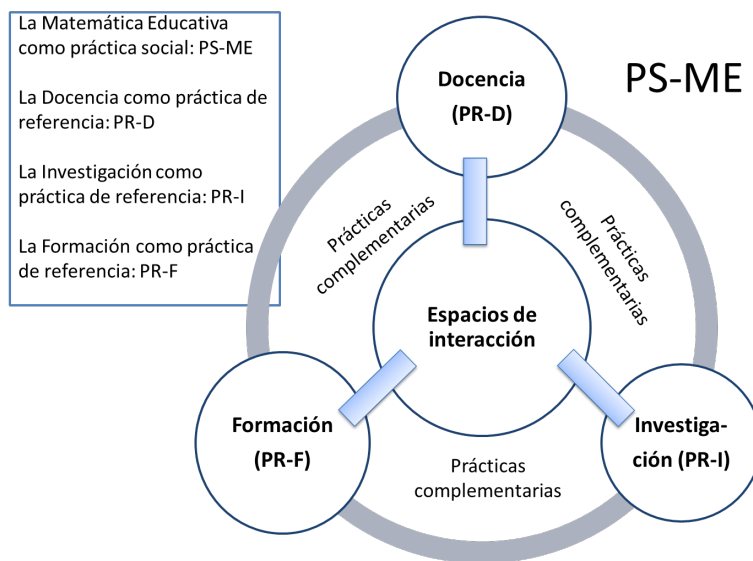 La Matemática Educativa
como práctica social: PS-ME
La Docencia como práctica de
referencia: PR-D
La Investigación como
práctica de referencia: PR-I
La Formación como práctica
de referencia: PR-F
PS-ME
Docencia
(PR-D)
Prácticas
complementarias
Prácticas
complementarias
Espacios de
interacción
Formación
(PR-F)
Investiga-
ción (PR-I)
Prácticas
complementarias